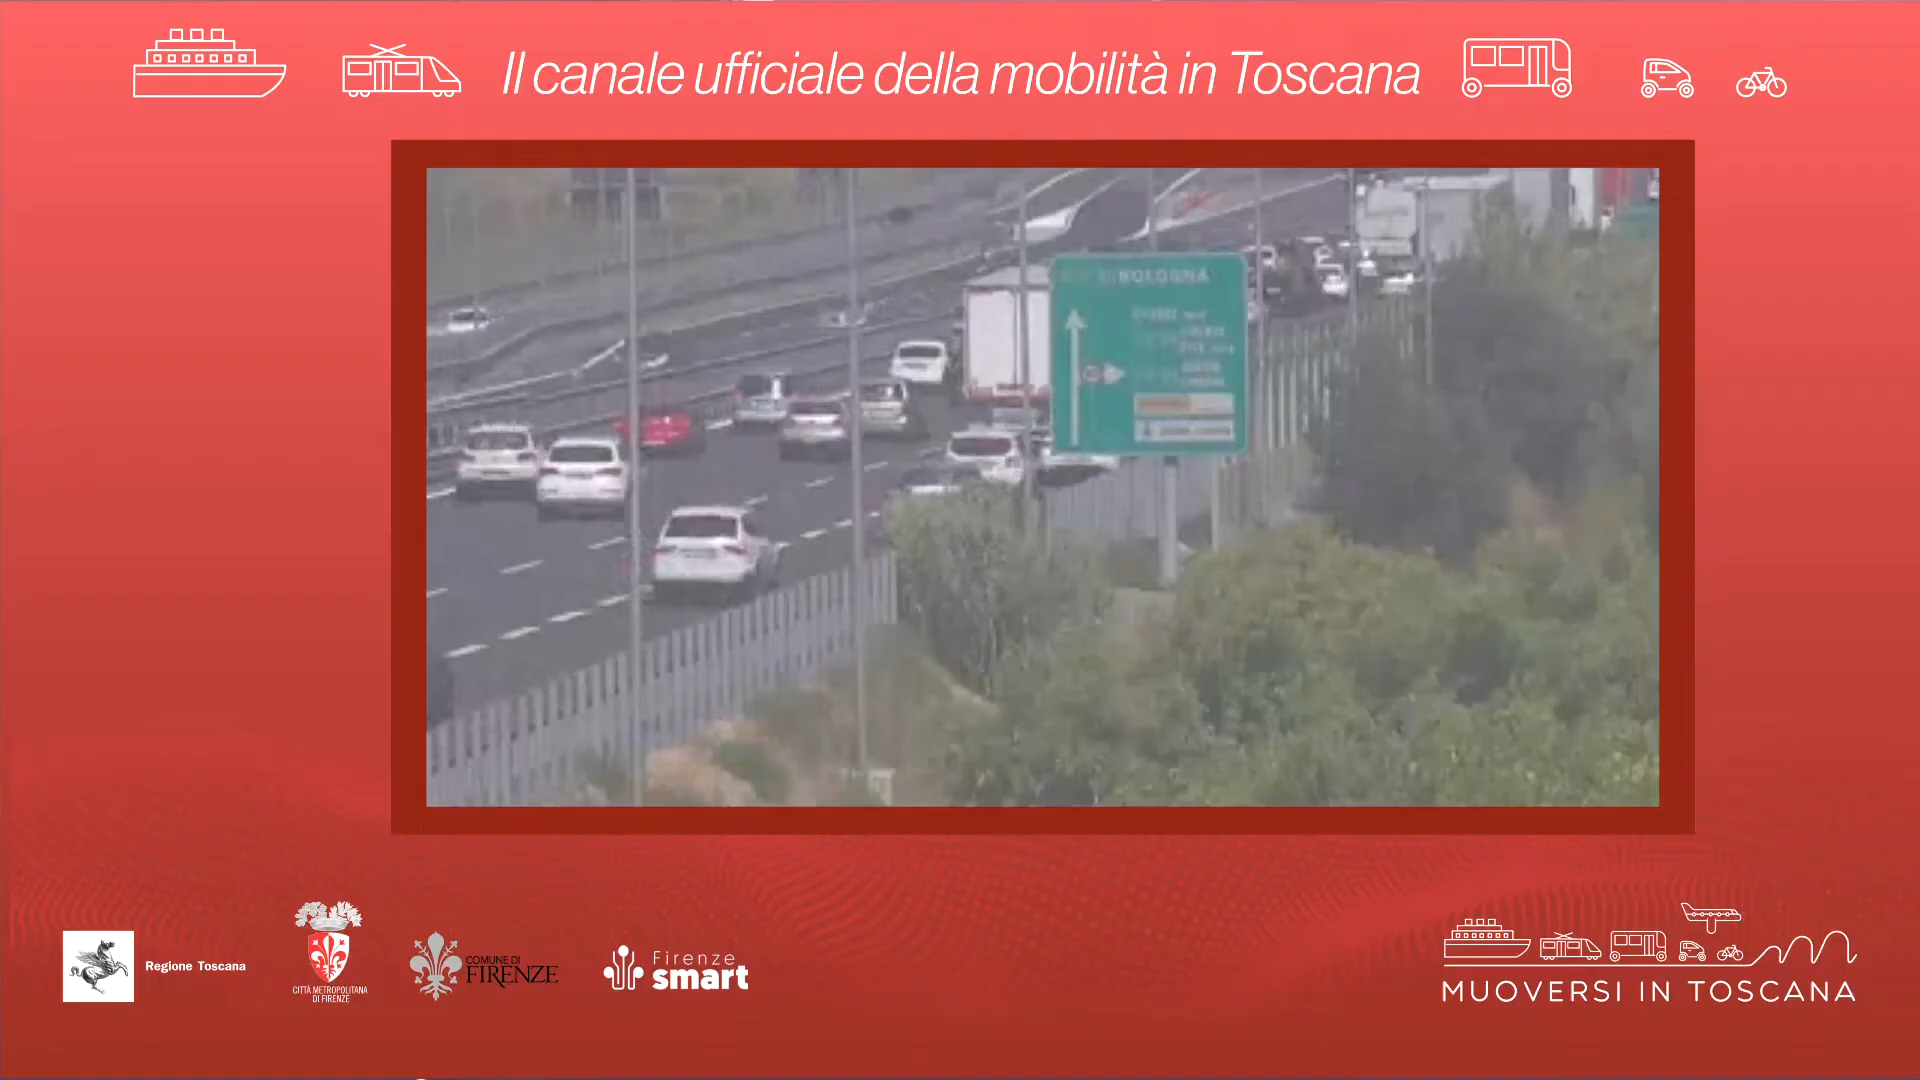 Il canale ufficiale della mobilità in Toscana
BOLOGNA
Regione Toscana
CITTÀ METROPOLITANA
DI FIRENZE
COMUNE DI
FIRENZE
Firenze
smart
MUOVERSI IN TOSCANA